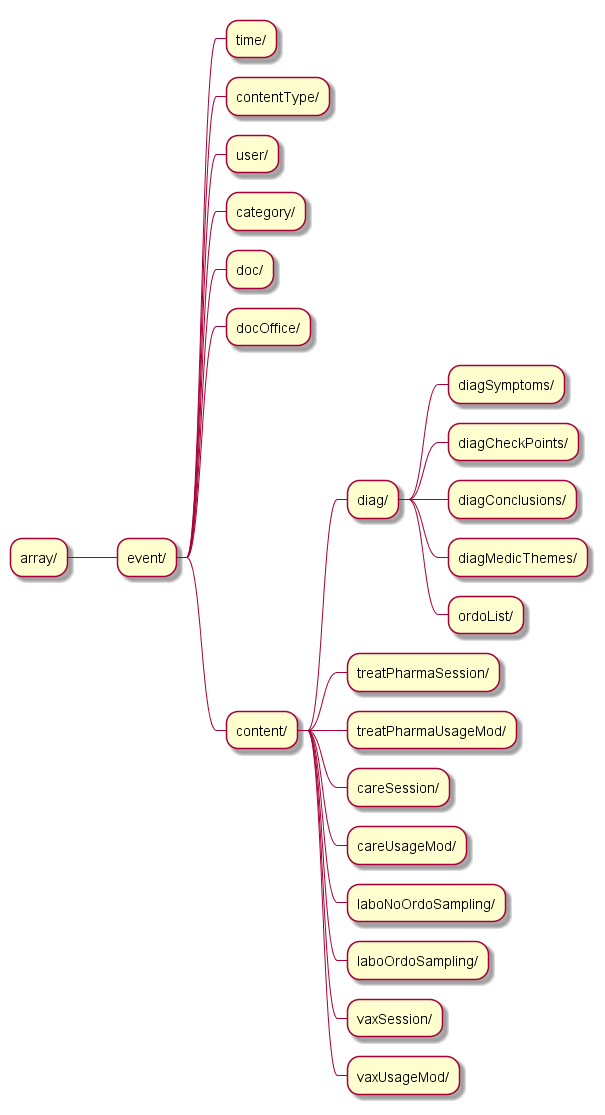 time/
contentType/
user/
category/
doc/
docOffice/
diagSymptoms/
diagCheckPoints/
diag/
diagConclusions/
array/
event/
diagMedicThemes/
ordoList/
treatPharmaSession/
content/
treatPharmaUsageMod/
careSession/
careUsageMod/
laboNoOrdoSampling/
laboOrdoSampling/
vaxSession/
vaxUsageMod/